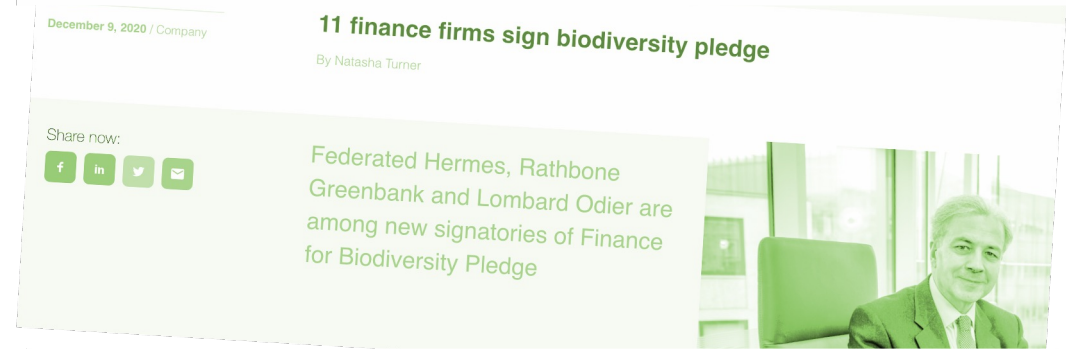 December 9, 2020 / Company
11 finance firms sign biodiversity pledge
By Natasha Turner
Share now:
Federated Hermes, Rathbone
Greenbank and Lombard Odier are
among new signatories of Finance
for Biodiversity Pledge